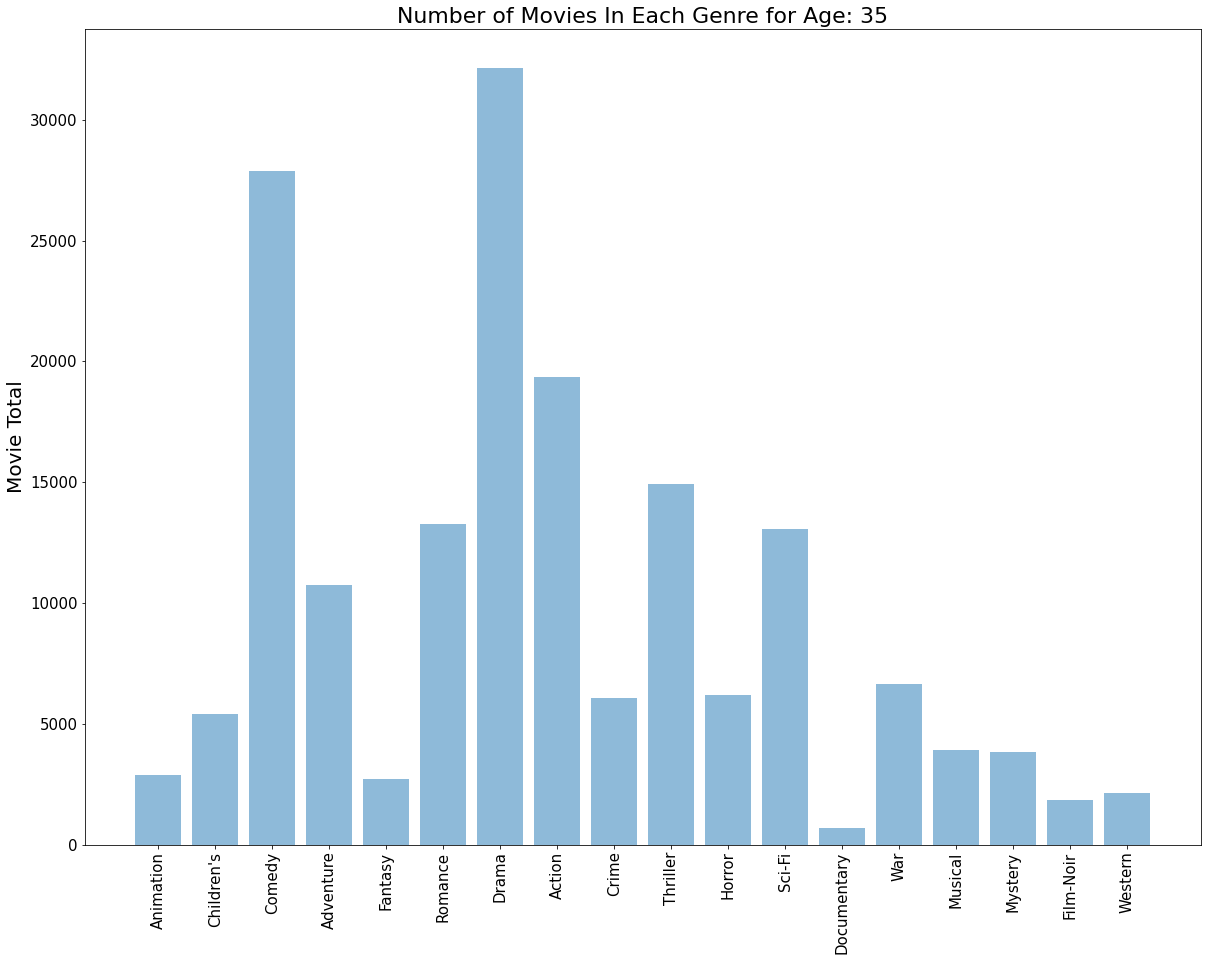 Number of Movies In Each Genre for Age: 35
Movie Total
30000
25000
20000
15000
10000
5000
0
Animation
Children's
Comedy
Adventure
Fantasy
Romance
Drama
Action
Crime
Thriller
Horror
Sci-Fi
Documentary
War
Musical
Mystery
Film-Noir
Western